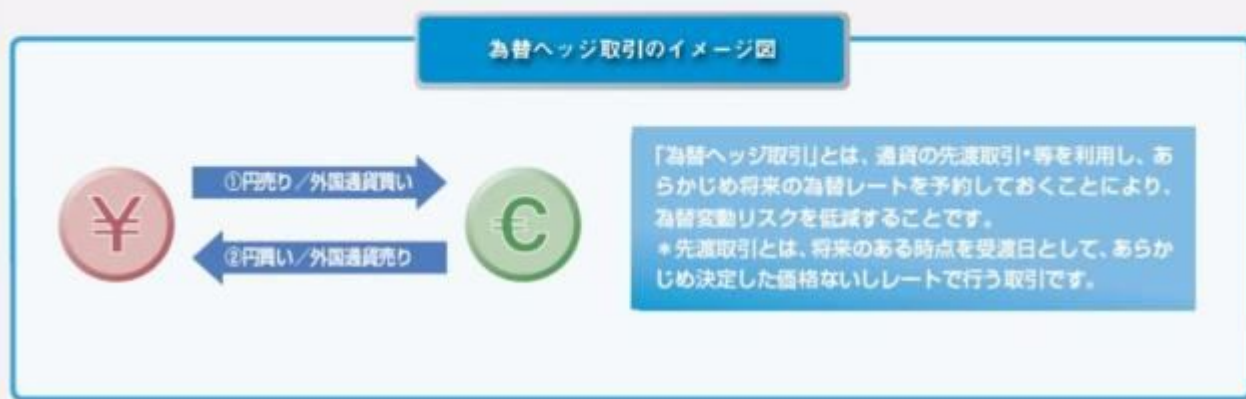 為替ヘッジ取引のイメージ図
¥
①円売り／外国通貨買い
②円買い／外国通貨売り
€
「為替ヘッジ取引」とは、通貨の先渡取引*等を利用し、あ
らかじめ将来の為替レートを予約しておくことにより、
為替変動リスクを低減することです。
＊先渡取引とは、将来のある時点を受渡日として、あらか
じめ決定した価格ないしレートで行う取引です。